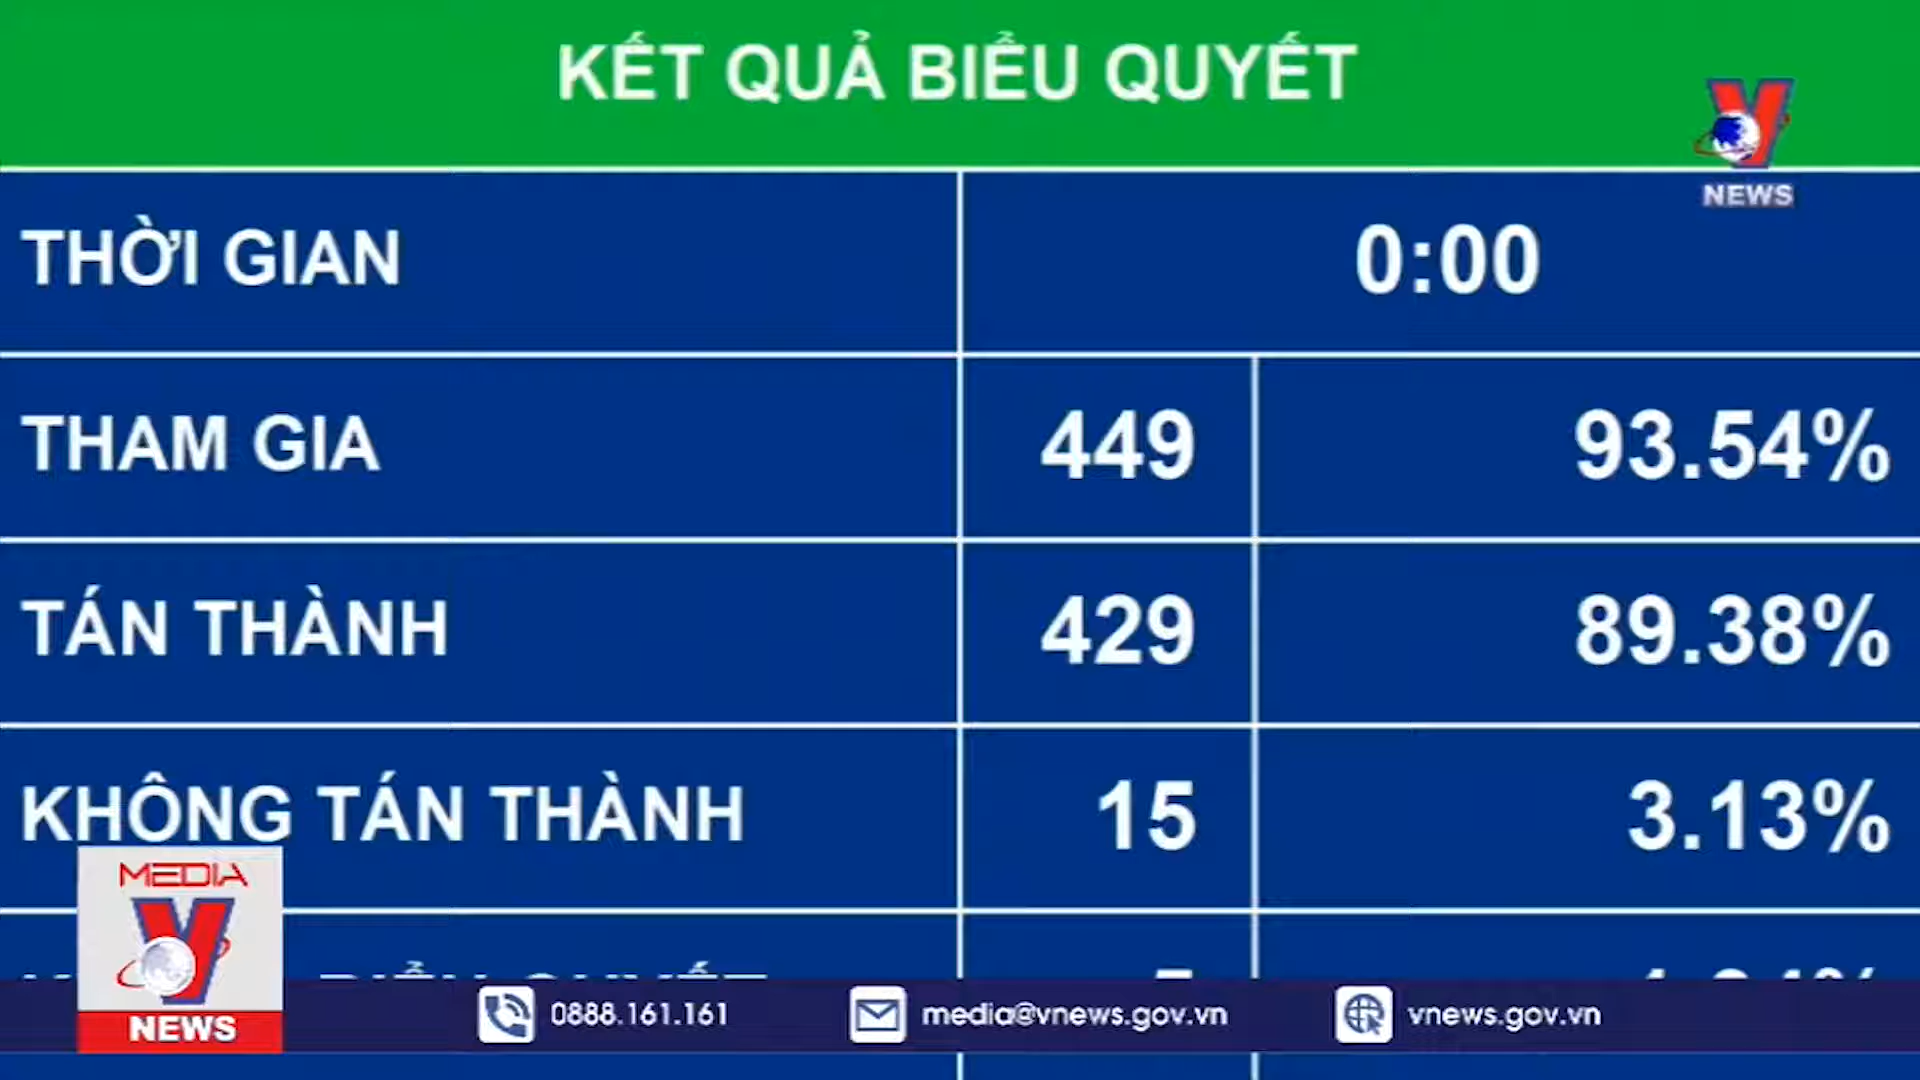 KẾT QUẢ BIỂU QUYẾT
NEWS
THỜI GIAN 0:00
THAM GIA 449 93.54%
TÁN THÀNH 429 89.38%
KHÔNG TÁN THÀNH 15 3.13%
MEDIA
NEWS
0888.161.161 media@vnews.gov.vn vnews.gov.vn